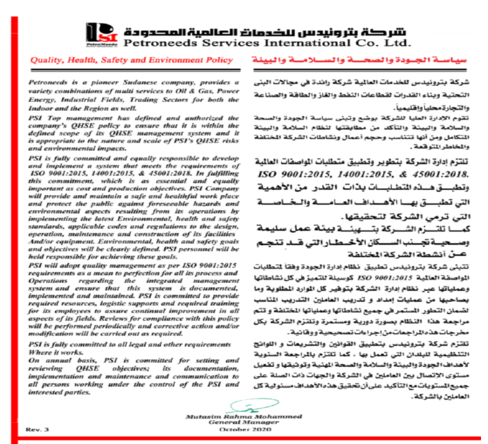 شركة بترونيدس للخدمات العالمية المحدودة
Petroneeds Services International Co. Ltd.
PSI
PetroNeeds
Quality, Health, Safety and Environment Policy
Petroneeds is a pioneer Sudanese company, provides a
variety combinations of multi services to Oil & Gas, Power
Energy, Industrial Fields, Trading Sectors for both the
Indoor and the Region as well.
PSI Top management has defined and authorized the
company's QHSE policy to ensure that it is within the
defined scope of its QHSE management system and it
is appropriate to the nature and scale of PSI'S QHSE risks
and environmental impacts.
PSI is fully committed and equally responsible to develop
and implement a system that meets the requirements of
ISO 9001:2015, 14001:2015, & 45001:2018. In fulfilling
this commitment, which is as essential and equally
important as cost and production objectives. PSI Company
will provide and maintain a safe and healthful work place
and protect the public against foreseeable hazards and
environmental aspects resulting from its operations by
implementing the latest Environmental, health and safety
standards, applicable codes and regulations to the design,
operation, maintenance and construction of its facilities
And/or equipment. Environmental, health and safety goals
and objectives will be clearly defined. PSI personnel will be
held responsible for achieving these goals.
PSI will adopt quality management as per ISO 9001:2015
requirements as a mean to perfection for all its process and
Operations regarding the integrated management
system and ensure that this system is documented,
implemented and maintained. PSI is committed to provide
required resources, logistic supports and required training
for its employees to assure continual improvement in all
aspects of its fields. Reviews for compliance with this policy
will be performed periodically and corrective action and/or
modification will be carried out as required.
PSI is fully committed to all legal and other requirements
Where it works.
On annual basis, PSI is committed for setting and
reviewing QHSE objectives; its documentation,
implementation and maintenance and communication to
all persons working under the control of the PSI and
interested parties.
سياسة الجودة والصحة والسلامة والبيئة
شركة بترونيدس للخدمات العالمية شركة رائدة في مجالات البنى
التحتية وبناء القدرات لقطاعات النفط والغاز والطاقة والصناعة
والتجارة محلياً وإقليمياً.
تقوم الإدارة العليا للشركة بوضع وتبنى سياسة الجودة والصحة
والسلامة والبيئة والتأكد من مطابقتها لنظام السلامة والبيئة
المتكامل ومن أنها تتناسب وحجم أعمال ونشاطات الشركة المختلفة
والمخاطر المتوقعة.
تلتزم إدارة الشركة بتطوير وتطبيق متطلبات المواصفات العالمية
ISO 9001:2015, 14001:2015, & 45001:2018.
وتطبق هذه المتطلبات بذات القدر من الأهمية
التي تطبق بها الأهداف العامة والخاصة
التي ترمي الشركة لتحقيقها.
كما تلتزم الشركة بتهيئة بيئة عمل سليمة
وصحية تجنب السكان الأخطار التي قد تنجم
عن أنشطة الشركة المختلفة
تتبنى شركة بترونيدس تطبيق نظام إدارة الجودة وفقا لمتطلبات
المواصفة العالمية ISO 9001:2015 كوسيلة للتميز في كل نشاطاتها
وعملياتها عبر نظام إدارة الشركة بتوفير كل الموارد المطلوبة وما
يصاحبها من عمليات إمداد و تدريب العاملين التدريب المناسب
لضمان التطور المستمر في جميع نشاطاتها وعملياتها المختلفة و تتم
مراجعة هذا النظام بصورة دورية ومستمرة وتلتزم الشركة بكل
مخرجات هذه المراجعات من إجراءات تصحيحية ووقائية.
تلتزم شركة بترونيدس بتطبيق القوانين والتشريعات و اللوائح
التنظيمية للبلدان التي تعمل بها. كما تلتزم بالمراجعة السنوية
لأهداف الجودة والبيئة والسلامة والصحة المهنية وتوثيقها و تفعيل
مستوى الإتصال بين العاملين في الشركة والجهات ذات الصلة على
جميع المستويات مع التأكيد على أن تحقيق هذه الأهداف مسئولية كل
العاملين بالشركة.
Mutasim Rahma Mohammed
General Manager
Rev. 3
October 2020